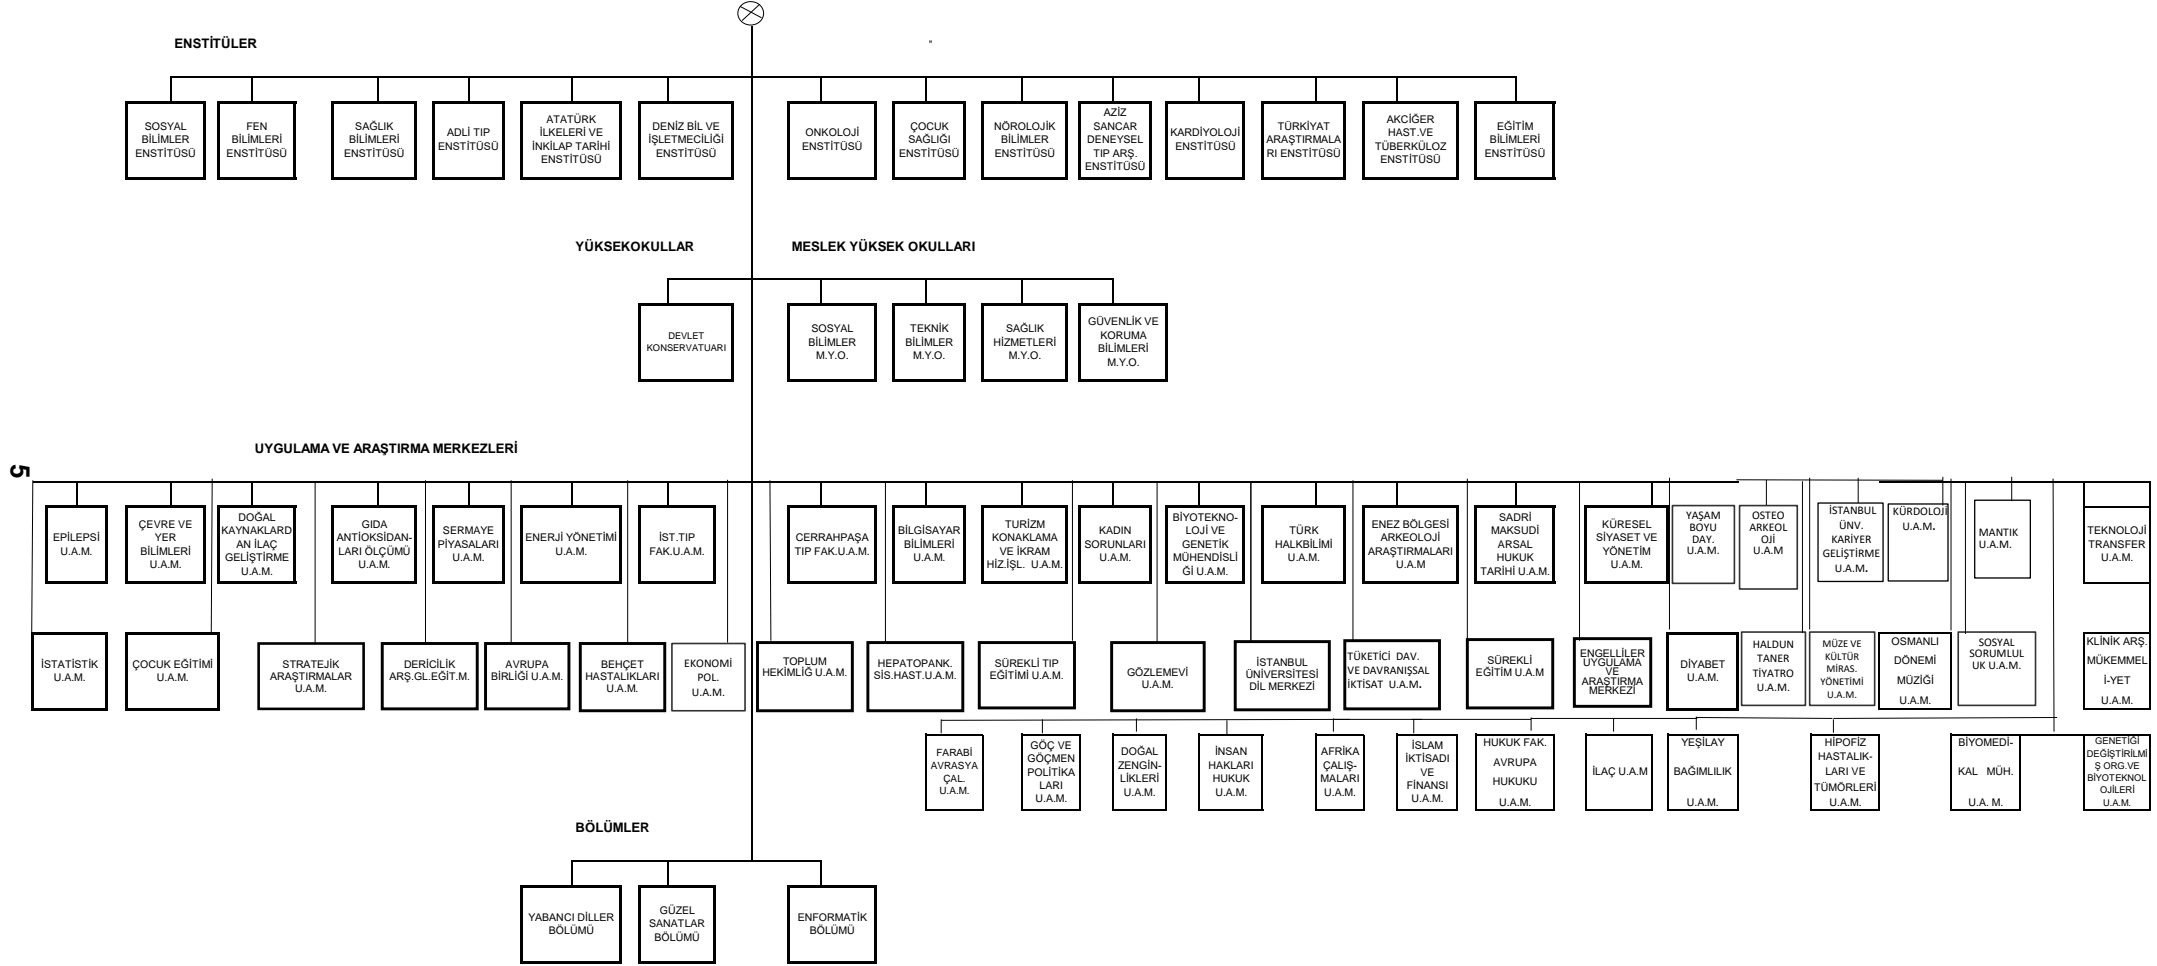 ENSTİTÜLER
SOSYAL
BİLİMLER
ENSTİTÜSÜ
FEN
BİLİMLERİ
ENSTİTÜSÜ
SAĞLIK
BİLİMLERİ
ENSTİTÜSÜ
ADLİ TIP
ENSTİTÜSÜ
ATATÜRK
İLKELERİ VE
İNKİLAP TARİHİ
ENSTİTÜSÜ
DENİZ BİL VE
İŞLETMECİLİĞİ
ENSTİTÜSÜ
ONKOLOJİ
ENSTİTÜSÜ
ÇOCUK
SAĞLIĞI
ENSTİTÜSÜ
NÖROLOJİK
BİLİMLER
ENSTİTÜSÜ
AZİZ
SANCAR
DENEYSEL
TIP ARŞ.
ENSTİTÜSÜ
KARDİYOLOJİ
ENSTİTÜSÜ
TÜRKİYAT
ARAŞTIRMALA
RI ENSTİTÜSÜ
AKCİĞER
HAST.VE
TÜBERKÜLOZ
ENSTİTÜSÜ
EĞİTİM
BİLİMLERİ
ENSTİTÜSÜ
YÜKSEKOKULLAR
MESLEK YÜKSEK OKULLARI
DEVLET
KONSERVATUARI
SOSYAL
BİLİMLER
M.Y.O.
TEKNİK
BİLİMLER
M.Y.O.
SAĞLIK
HİZMETLERİ
M.Y.O.
GÜVENLİK VE
KORUMA
BİLİMLERİ
M.Y.O.
UYGULAMA VE ARAŞTIRMA MERKEZLERİ
5
EPİLEPSİ
U.A.M.
ÇEVRE VE
YER
BİLİMLERİ
U.A.M.
DOĞAL
KAYNAKLARD
AN İLAÇ
GELİŞTİRME
U.A.M.
GIDA
ANTİOKSİDAN-
LARI ÖLÇÜMÜ
U.A.M.
SERMAYE
PİYASALARI
U.A.M.
ENERJİ YÖNETİMİ
U.A.M.
İST.TIP
FAK.U.A.M.
CERRAHPAŞA
TIP FAK.U.A.M.
BİLGİSAYAR
BİLİMLERİ
U.A.M.
TURİZM
KONAKLAMA
VE İKRAM
HİZ.İŞL. U.A.M.
KADIN
SORUNLARI
U.A.M.
BİYOTEKNO-
LOJİ VE
GENETİK
MÜHENDİSLİ
Ğİ U.A.M.
TÜRK
HALKBİLİMİ
U.A.M.
ENEZ BÖLGESİ
ARKEOLOJİ
ARAŞTIRMALARI
U.A.M
SADRİ
MAKSUDİ
ARSAL
HUKUK
TARİHİ U.A.M.
KÜRESEL
SİYASET VE
YÖNETİM
U.A.M.
YAŞAM
BOYU
DAY.
U.A.M.
OSTEO
ARKEOL
OJİ
U.A.M
İSTANBUL
ÜNV.
KARİYER
GELİŞTİRME
U.A.M.
KÜRDOLOJİ
U.A.M.
MANTIK
U.A.M.
TEKNOLOJİ
TRANSFER
U.A.M.
İSTATİSTİK
U.A.M.
ÇOCUK EĞİTİMİ
U.A.M.
STRATEJİK
ARAŞTIRMALAR
U.A.M.
DERİCİLİK
ARŞ.GL.EĞİT.M.
AVRUPA
BİRLİĞİ U.A.M.
BEHÇET
HASTALIKLARI
U.A.M.
EKONOMİ
POL.
U.A.M.
TOPLUM
HEKİMLİĞ U.A.M.
HEPATOPANK.
SİS.HAST.U.A.M.
SÜREKLİ TIP
EĞİTİMİ U.A.M.
GÖZLEMEVİ
U.A.M.
İSTANBUL
ÜNİVERSİTESİ
DİL MERKEZİ
TÜKETİCİ DAV.
VE DAVRANIŞSAL
İKTİSAT U.A.M.
SÜREKLİ
EĞİTİM U.A.M
ENGELLİLER
UYGULAMA
VE
ARAŞTIRMA
MERKEZİ
DİYABET
U.A.M.
HALDUN
TANER
TİYATRO
U.A.M.
MÜZE VE
KÜLTÜR
MİRAS.
YÖNETİMİ
U.A.M.
OSMANLI
DÖNEMİ
MÜZİĞİ
U.A.M.
SOSYAL
SORUMLUL
UK U.A.M.
KLİNİK ARŞ.
MÜKEMMEL
İ-YET
U.A.M.
FARABİ
AVRASYA
ÇAL.
U.A.M.
GÖÇ VE
GÖÇMEN
POLİTİKA
LARI
U.A.M.
DOĞAL
ZENGİN-
LİKLERİ
U.A.M.
İNSAN
HAKLARI
HUKUK
U.A.M.
AFRİKA
ÇALIŞ-
MALARI
U.A.M.
İSLAM
İKTİSADI
VE
FİNANSI
U.A.M.
HUKUK FAK.
AVRUPA
HUKUKU
U.A.M.
İLAÇ U.A.M
YEŞİLAY
BAĞIMLILIK
U.A.M.
HİPOFİZ
HASTALIK-
LARI VE
TÜMÖRLERİ
U.A.M.
BİYOMEDİ-
KAL MÜH.
U.A. M.
GENETİĞİ
DEĞİŞTİRİLMİ
Ş ORG.VE
BİYOTEKNOL
OJİLERİ
U.A.M.
BÖLÜMLER
YABANCI DİLLER
BÖLÜMÜ
GÜZEL
SANATLAR
BÖLÜMÜ
ENFORMATİK
BÖLÜMÜ